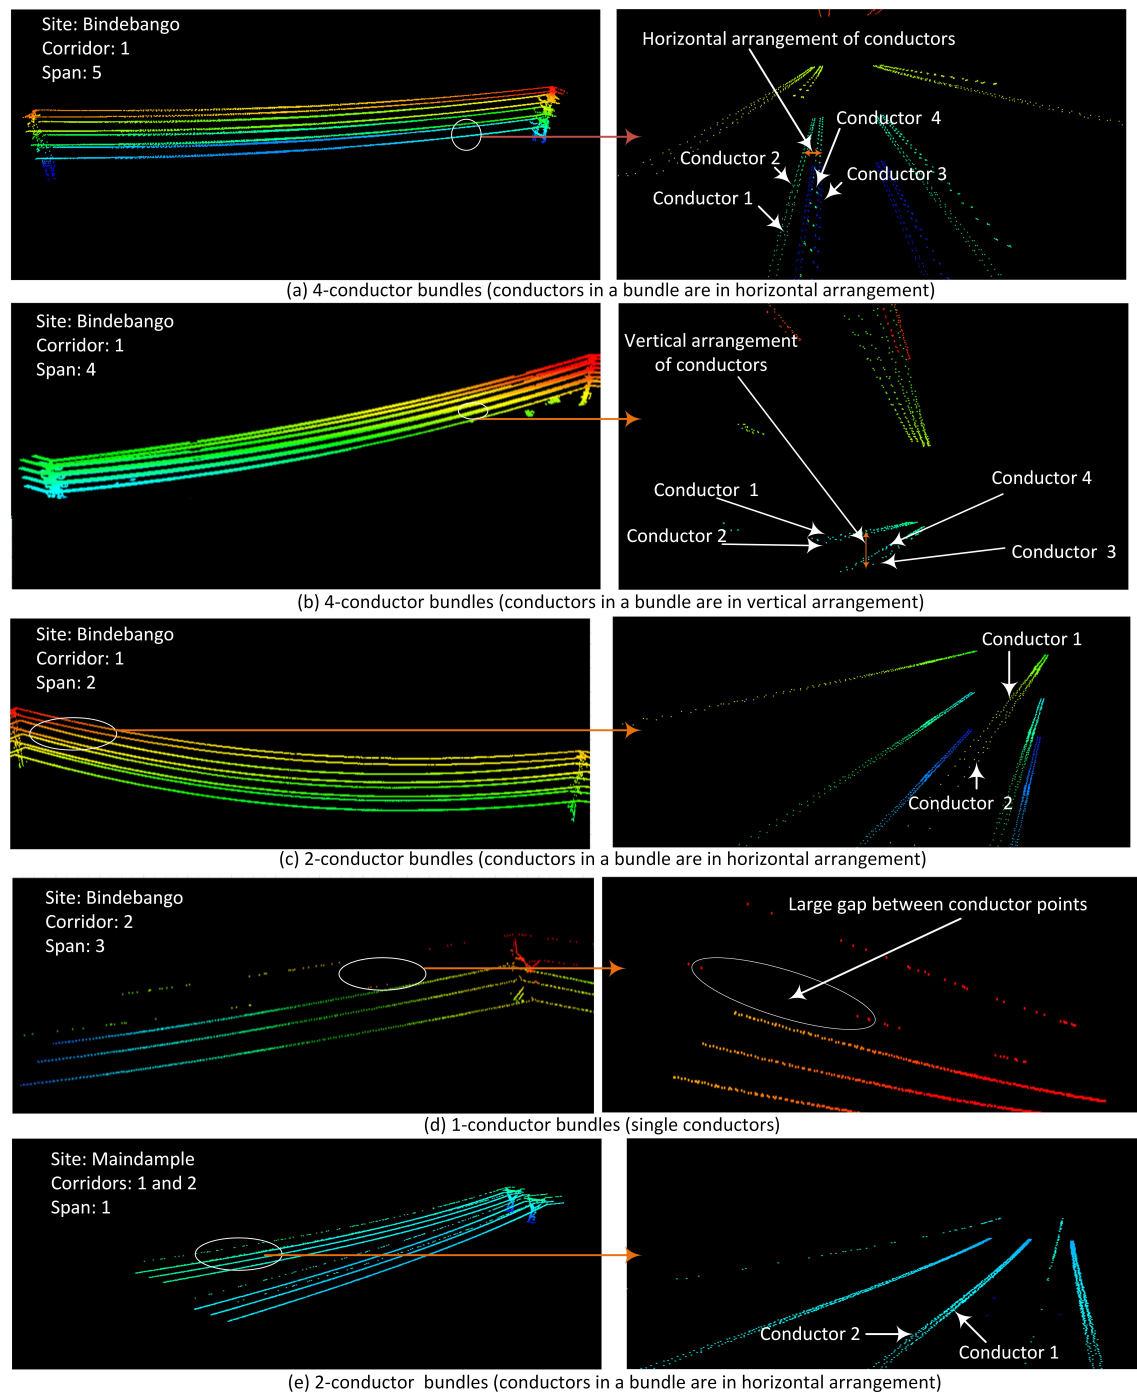 Site: Bindebango
Corridor: 1
Span: 5
Horizontal arrangement of conductors
Conductor 4
Conductor 2
Conductor 3
Conductor 1
(a) 4-conductor bundles (conductors in a bundle are in horizontal arrangement)
Site: Bindebango
Corridor: 1
Span: 4
Vertical arrangement
of conductors
Conductor 1
Conductor 4
Conductor 2
Conductor 3
(b) 4-conductor bundles (conductors in a bundle are in vertical arrangement)
Site: Bindebango
Corridor: 1
Span: 2
Conductor 1
Conductor 2
(c) 2-conductor bundles (conductors in a bundle are in horizontal arrangement)
Site: Bindebango
Corridor: 2
Span: 3
Large gap between conductor points
(d) 1-conductor bundles (single conductors)
Site: Maindample
Corridors: 1 and 2
Span: 1
Conductor 2
Conductor 1
(e) 2-conductor bundles (conductors in a bundle are in horizontal arrangement)